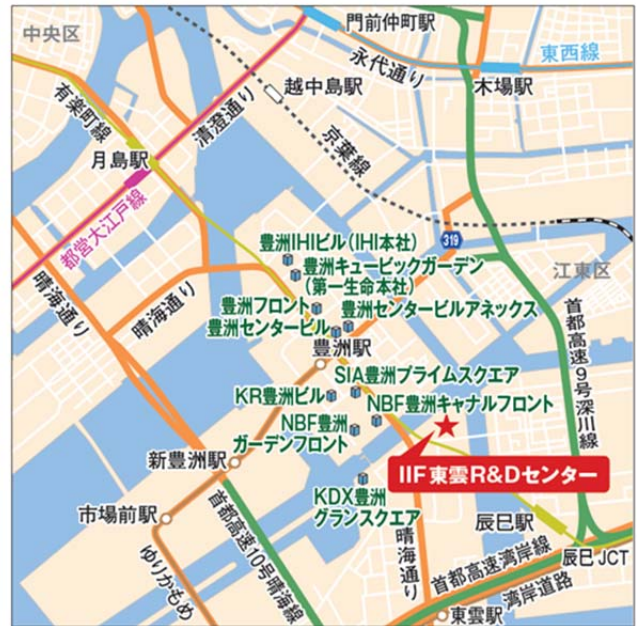 中央区
門前仲町駅
永代通り
東西線
木場駅
越中島駅
有楽町線
清澄通り
京葉線
月島駅
都営大江戸線
319
江東区
豊洲IHIビル(IHI本社)
豊洲キュービックガーデン
(第一生命本社)
晴海通り
晴海通り
豊洲フロント
豊洲センタービルアネックス
豊洲センタービル
首都高速9号深川線
豊洲駅
SIA豊洲プライムスクエア
KR豊洲ビル
NBF豊洲キャナルフロント
NBF豊洲
ガーデンフロント
新豊洲駅
IIF東雲R&Dセンター
KDX豊洲
グランスクエア
市場前駅
首都高速10号晴海線
晴海通り
辰巳駅
辰巳JCT
ゆりかもめ
首都高速湾岸線
湾岸道路
東雲駅